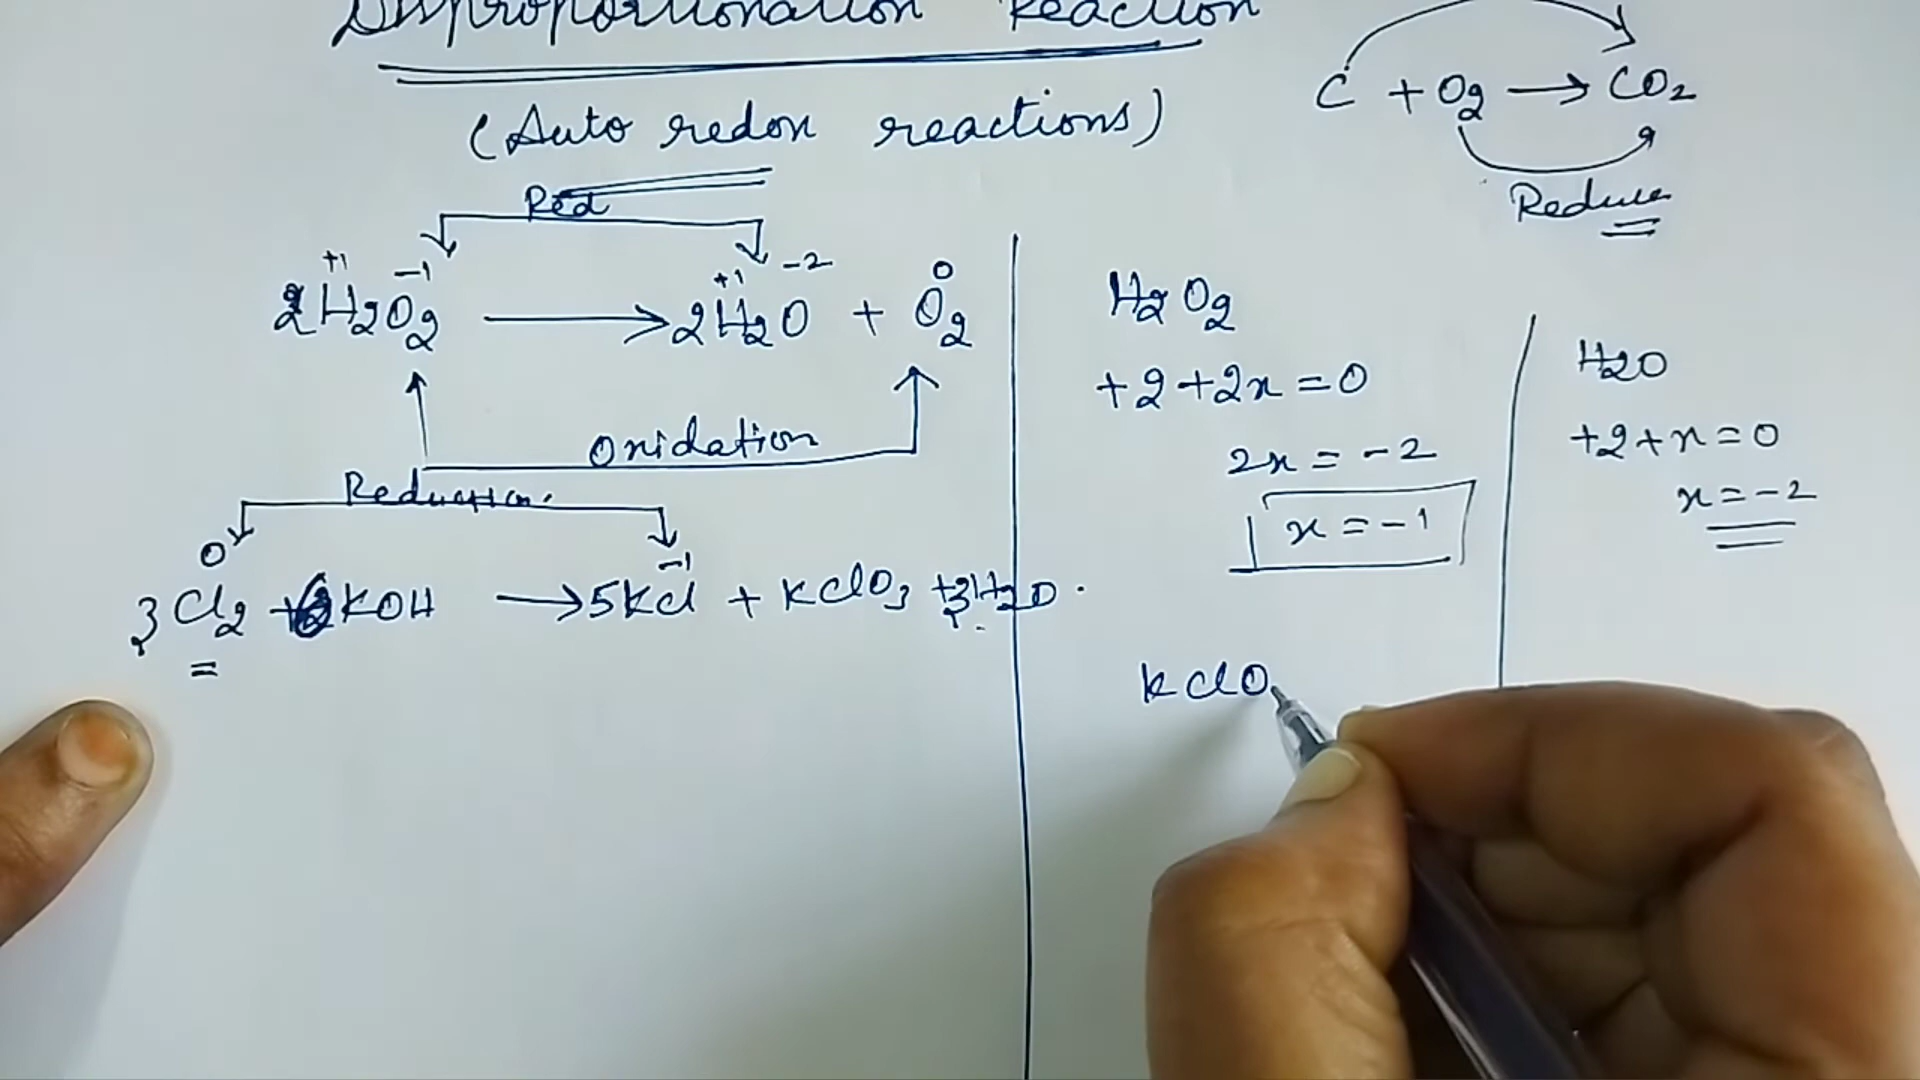 Disproportionation Reaction
(Auto redox reactions)
C + O2 → CO2
Reduce
Red
+1 -1 +1 -2 0
2H2O2 → 2H2O + O2
Oxidation
Reduction.
0 -1
3Cl2 + 6KOH → 5KCl + KClO3 + 3H2O.
H2O2
+2+2x=0
2x=-2
x=-1
H2O
+2+x=0
x=-2
KClO